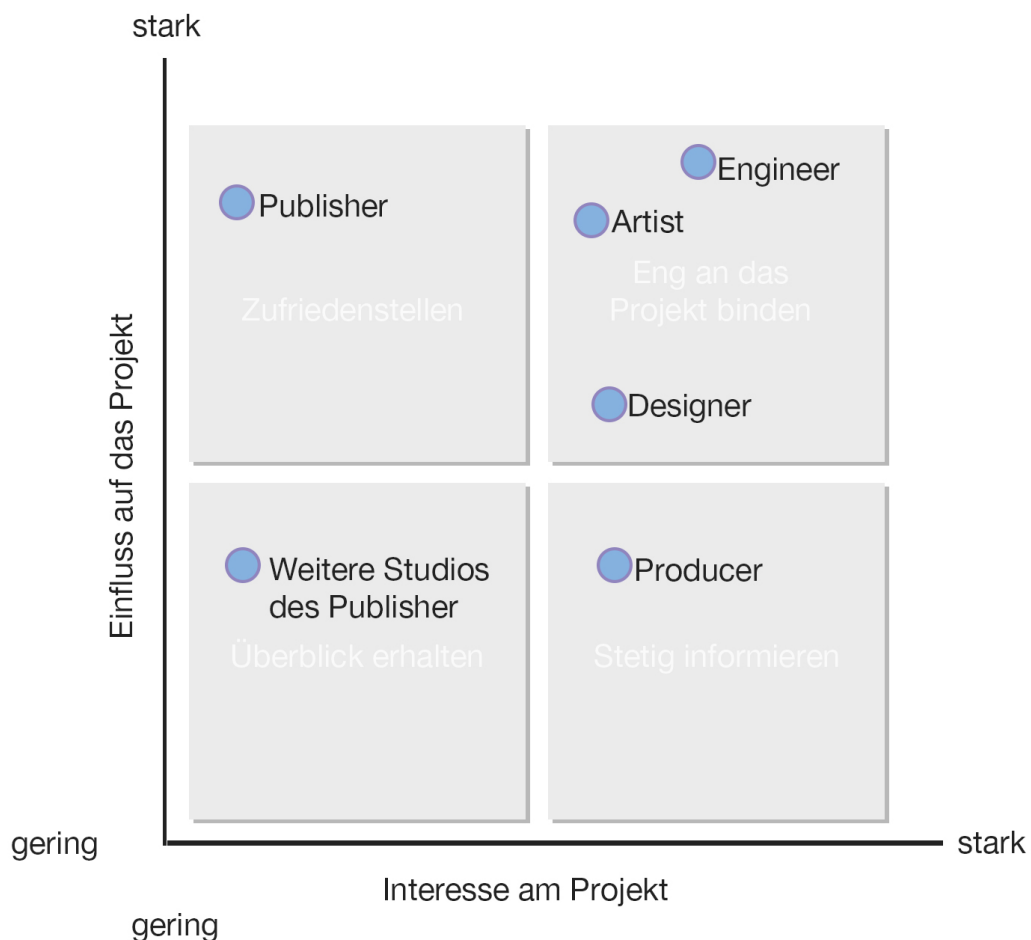 stark
Engineer
Publisher
Artist
Eng an das
Projekt binden
Zufriedenstellen
Designer
Einfluss auf das Projekt
Weitere Studios
des Publisher
Producer
Überblick erhalten
Stetig informieren
gering
stark
Interesse am Projekt
gering